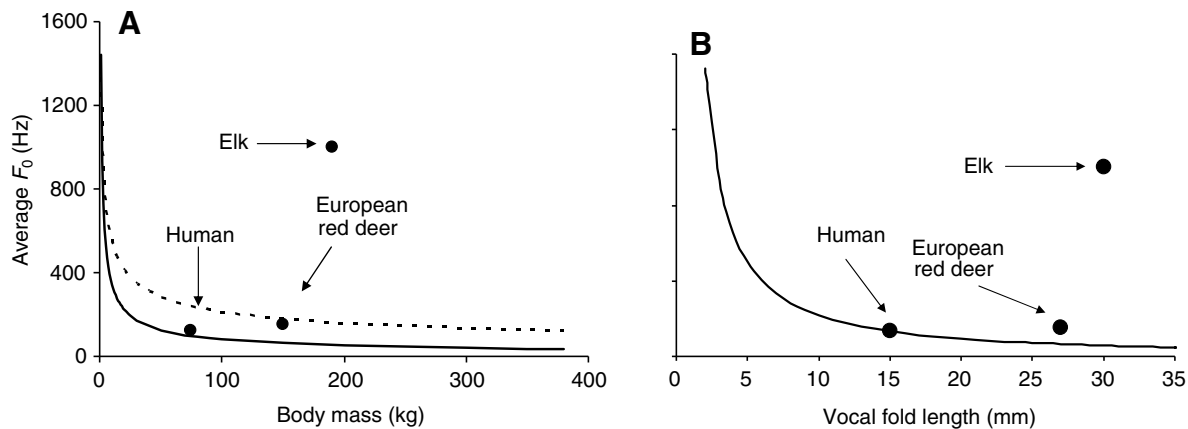 A
1600
1200
800
400
0
Average F0 (Hz)
Elk
European
red deer
Human
0
100
200
300
400
Body mass (kg)
B
Elk
Human
European
red deer
0
5
10
15
20
25
30
35
Vocal fold length (mm)